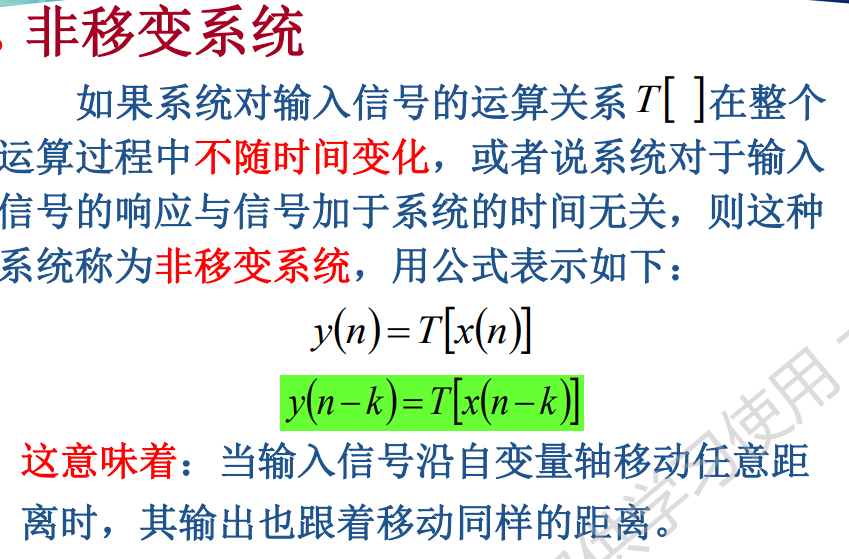 非移变系统
如果系统对输入信号的运算关系 T[ ] 在整个
运算过程中不随时间变化，或者说系统对于输入
信号的响应与信号加于系统的时间无关，则这种
系统称为非移变系统，用公式表示如下：
y(n)=T[x(n)]
y(n−k)=T[x(n−k)]
这意味着：当输入信号沿自变量轴移动任意距
离时，其输出也跟着移动同样的距离。
供学习使用